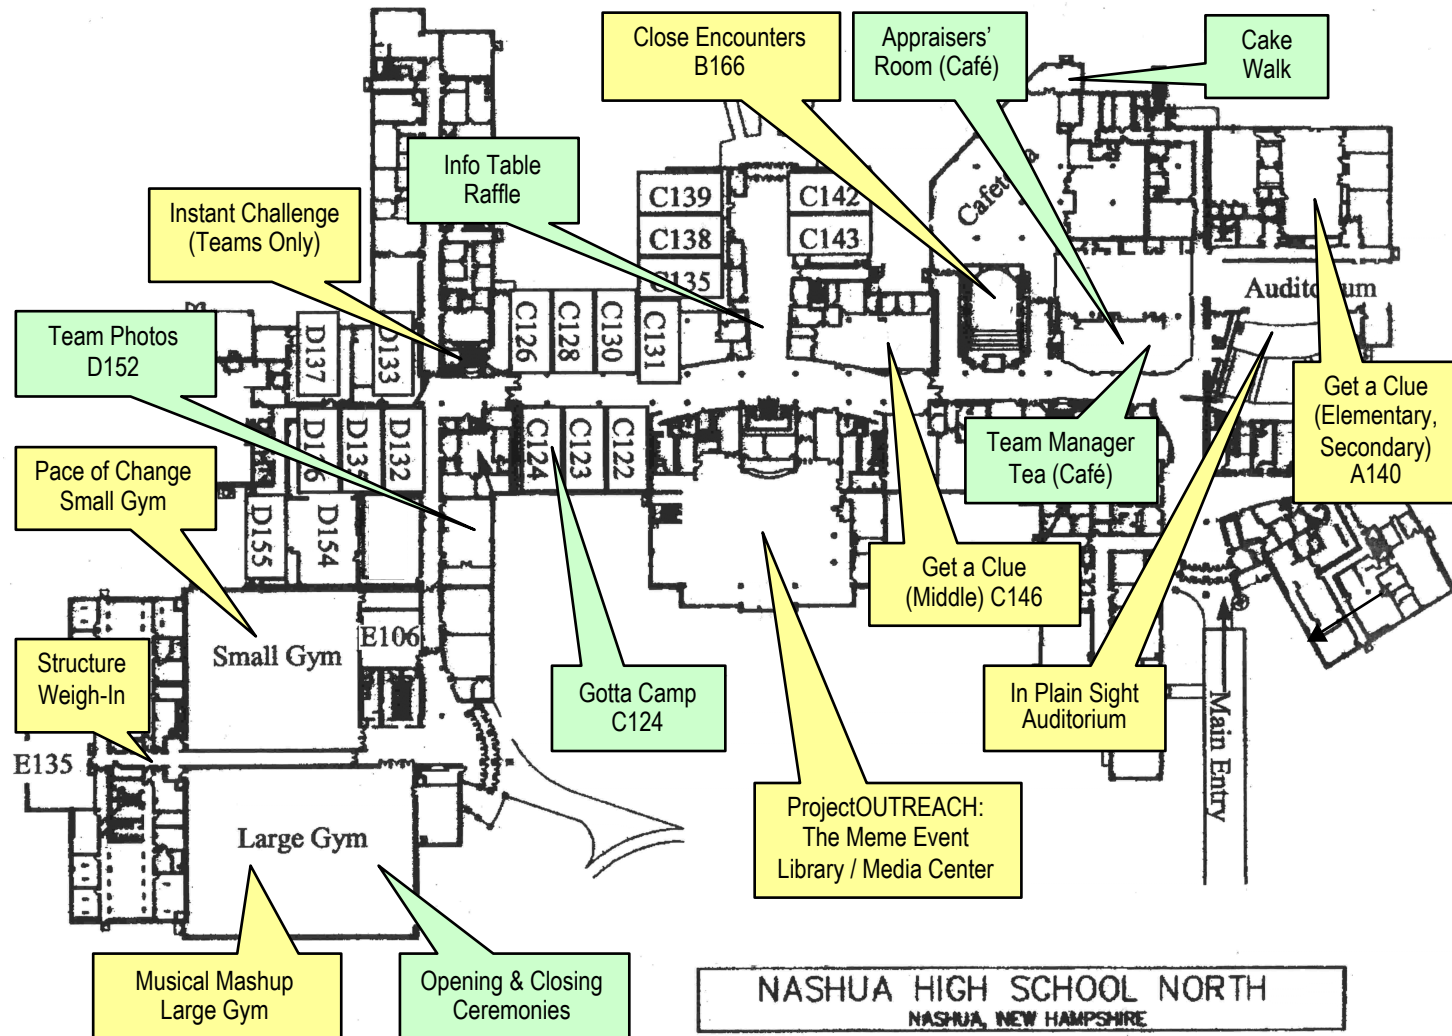 Close Encounters
B166
Appraisers'
Room (Café)
Cake
Walk
Info Table
Raffle
Instant Challenge
(Teams Only)
Team Photos
D152
Pace of Change
Small Gym
Structure
Weigh-In
Musical Mashup
Large Gym
Opening & Closing
Ceremonies
Gotta Camp
C124
ProjectOUTREACH:
The Meme Event
Library / Media Center
Get a Clue
(Middle) C146
Team Manager
Tea (Café)
In Plain Sight
Auditorium
Get a Clue
(Elementary,
Secondary)
A140
C139
C138
C135
C142
C143
Auditorium
D137
D133
C126
C128
C130
C131
D132
C124
C123
C122
D155
D154
Small Gym
E106
E135
Large Gym
Main Entry
NASHUA HIGH SCHOOL NORTH
NASHUA, NEW HAMPSHIRE